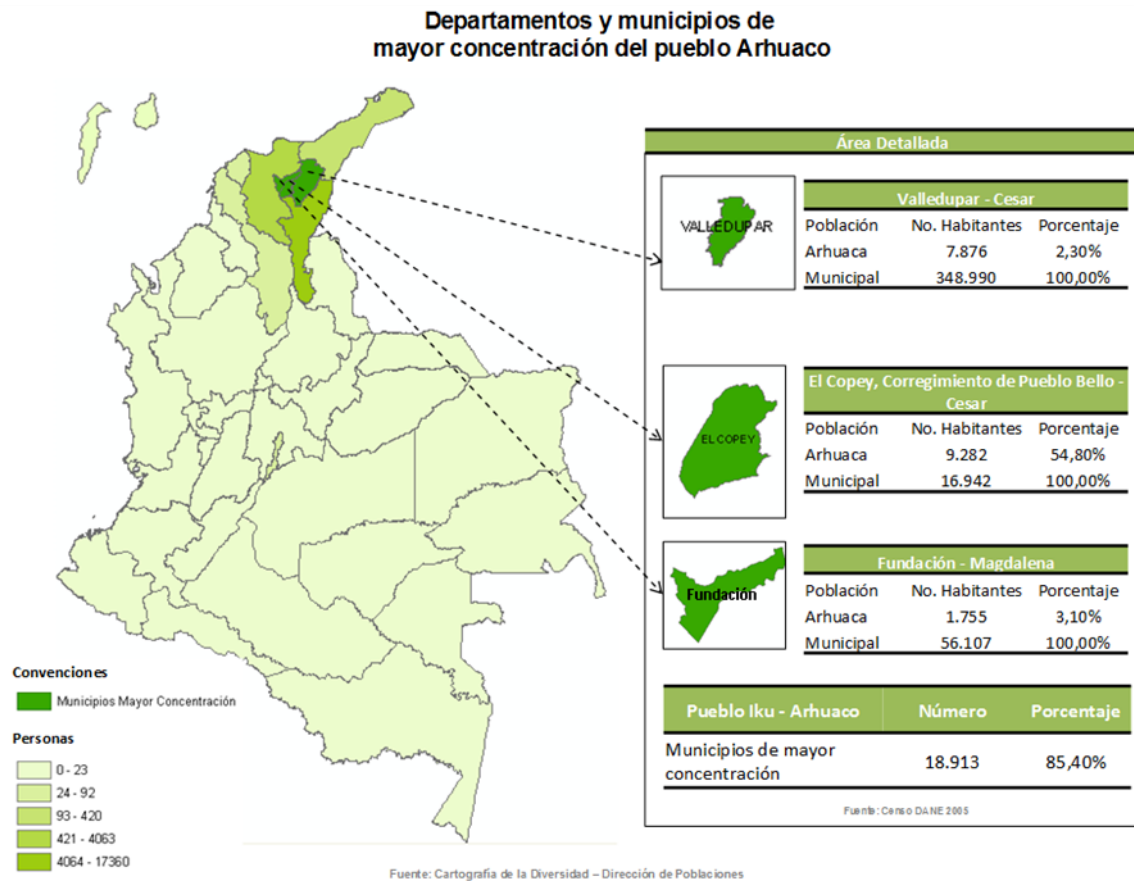 Departamentos y municipios de
mayor concentración del pueblo Arhuaco
Área Detallada
VALLEDUPAR
Valledupar - Cesar
Población No. Habitantes Porcentaje
Arhuaca 7.876 2,30%
Municipal 348.990 100,00%
EL COPEY
El Copey, Corregimiento de Pueblo Bello -
Cesar
Población No. Habitantes Porcentaje
Arhuaca 9.282 54,80%
Municipal 16.942 100,00%
Fundación
Fundación - Magdalena
Población No. Habitantes Porcentaje
Arhuaca 1.755 3,10%
Municipal 56.107 100,00%
Pueblo Iku - Arhuaco Número Porcentaje
Municipios de mayor
concentración 18.913 85,40%
Fuente: Censo DANE 2005
Convenciones
Municipios Mayor Concentración
Personas
0 - 23
24 - 92
93 - 420
421 - 4063
4064 - 17360
Fuente: Cartografía de la Diversidad – Dirección de Poblaciones